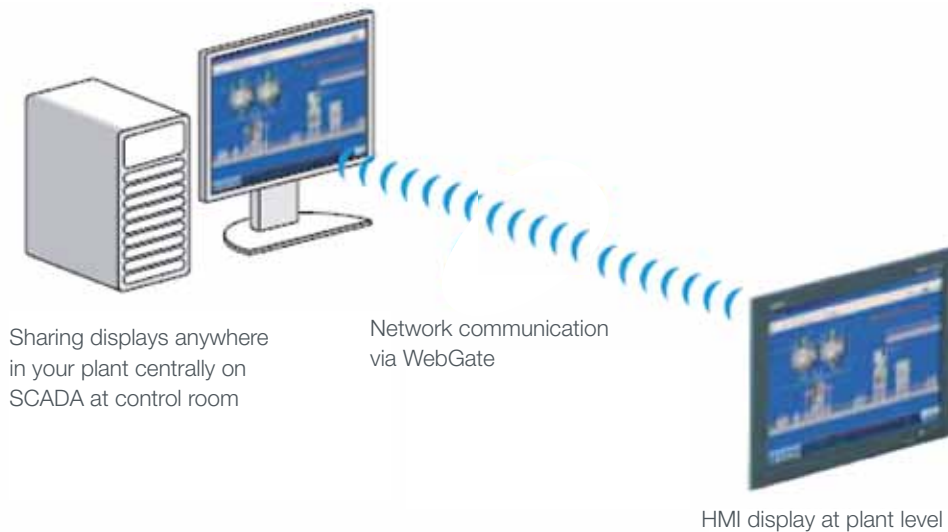 Sharing displays anywhere
in your plant centrally on
SCADA at control room
Network communication
via WebGate
HMI display at plant level